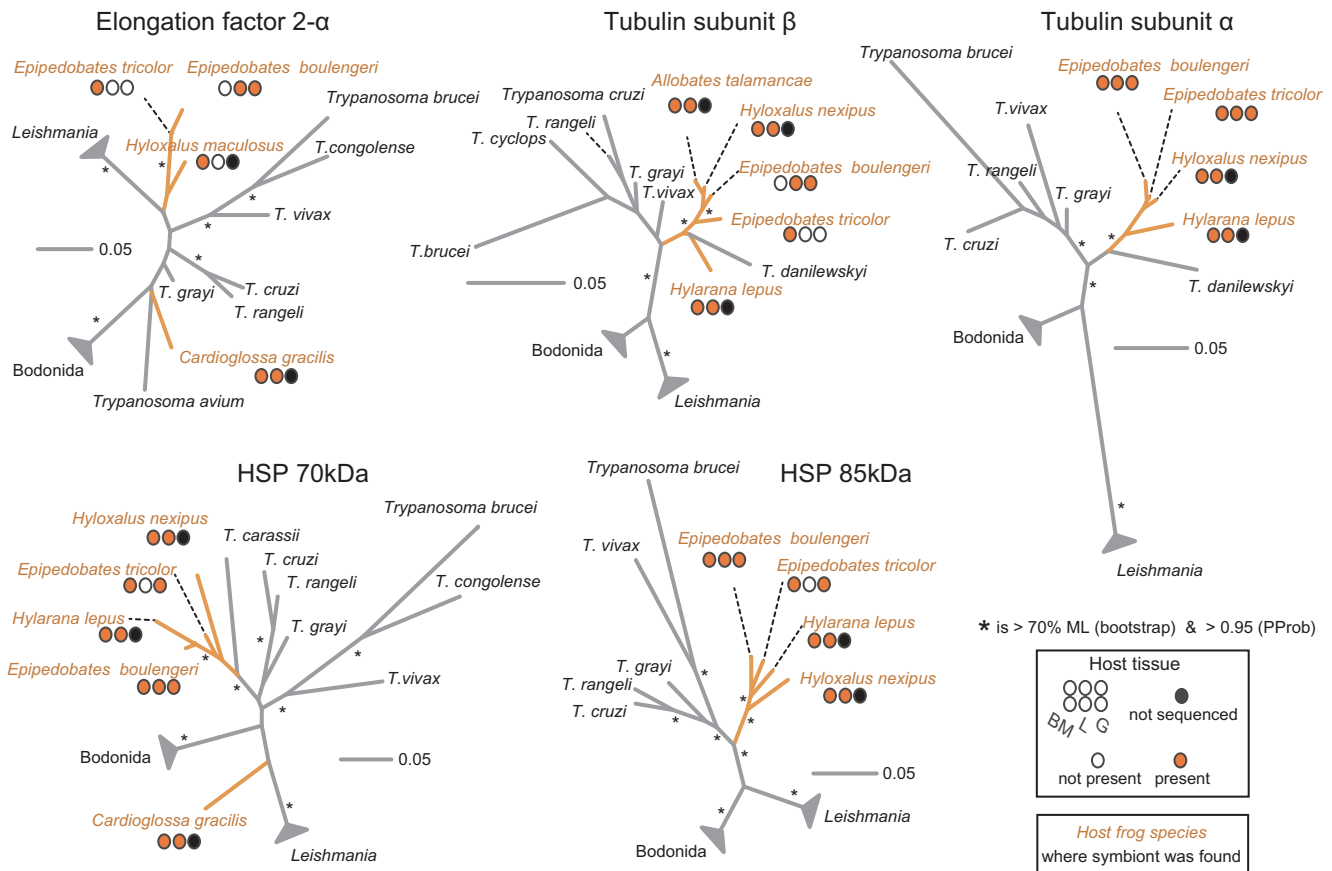 Elongation factor 2-α
Epipedobates tricolor
Epipedobates boulengeri
Trypanosoma brucei
Leishmania
Hyloxalus maculosus
T.congolense
T. vivax
0.05
T. grayi
T. cruzi
T. rangeli
Bodonida
Cardioglossa gracilis
Trypanosoma avium
Tubulin subunit β
Allobates talamancae
Trypanosoma cruzi
Hyloxalus nexipus
T. rangeli
T. cyclops
T. grayi
Epipedobates boulengeri
T.vivax
Epipedobates tricolor
T.brucei
T. danilewskyi
0.05
Hylarana lepus
Bodonida
Leishmania
Tubulin subunit α
Trypanosoma brucei
Epipedobates boulengeri
Epipedobates tricolor
T.vivax
Hyloxalus nexipus
T. rangeli
T. grayi
Hylarana lepus
T. cruzi
T. danilewskyi
Bodonida
0.05
Leishmania
HSP 70kDa
Trypanosoma brucei
Hyloxalus nexipus
T. carassii
T. cruzi
Epipedobates tricolor
T. rangeli
T. congolense
Hylarana lepus
T. grayi
Epipedobates boulengeri
T.vivax
Bodonida
0.05
Cardioglossa gracilis
Leishmania
HSP 85kDa
Trypanosoma brucei
T. vivax
Epipedobates boulengeri
Epipedobates tricolor
Hylarana lepus
T. grayi
Hyloxalus nexipus
T. rangeli
T. cruzi
0.05
Leishmania
Bodonida
* is > 70% ML (bootstrap) & > 0.95 (PProb)
Host tissue
BM L G
not sequenced
not present
present
Host frog species
where symbiont was found